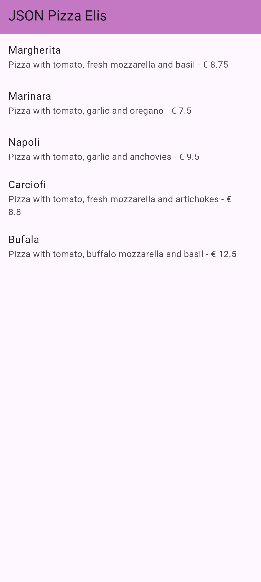 JSON Pizza Elis
Margherita
Pizza with tomato, fresh mozzarella and basil - € 8.75
Marinara
Pizza with tomato, garlic and oregano - € 7.5
Napoli
Pizza with tomato, garlic and anchovies - € 9.5
Carciofi
Pizza with tomato, fresh mozzarella and artichokes - €
8.8
Bufala
Pizza with tomato, buffalo mozzarella and basil - € 12.5